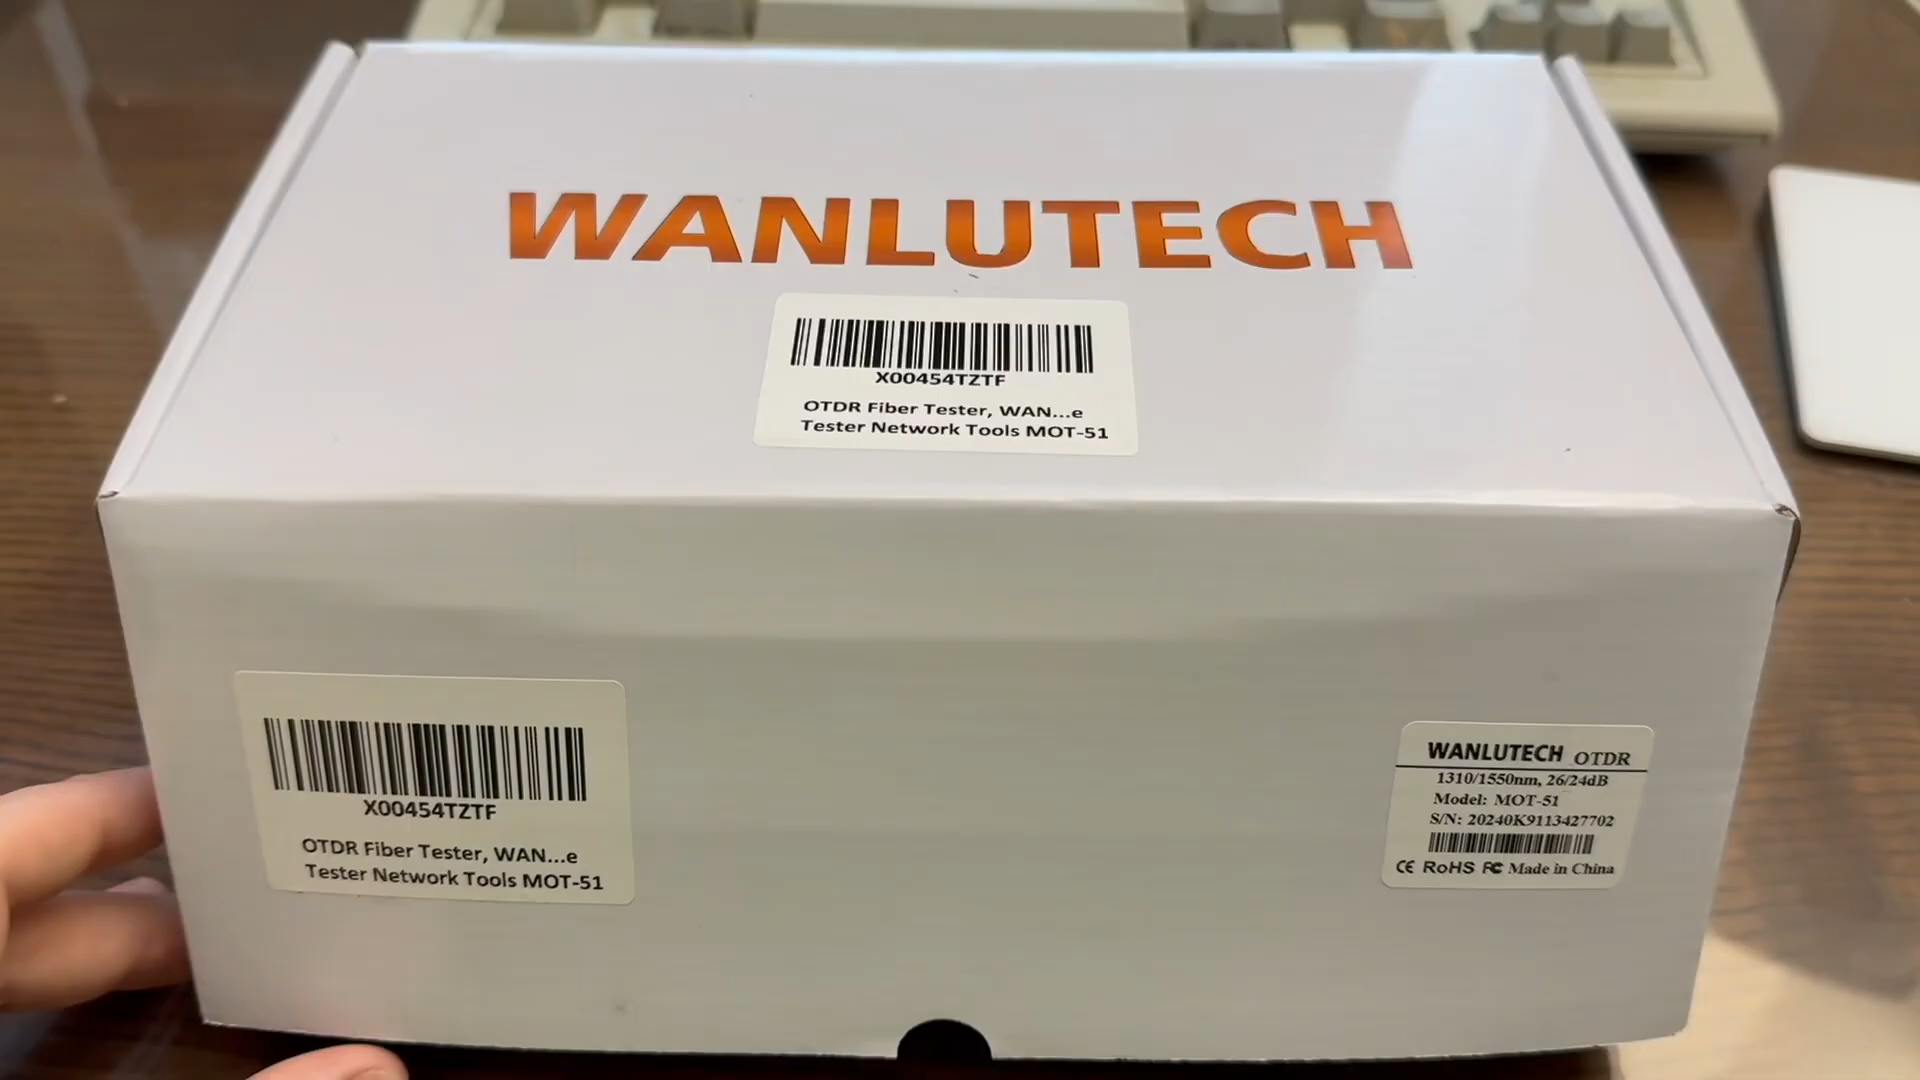 WANLUTECH
X00454TZTF
OTDR Fiber Tester, WAN...e
Tester Network Tools MOT-51
X00454TZTF
OTDR Fiber Tester, WAN...e
Tester Network Tools MOT-51
WANLUTECH OTDR
1310/1550nm, 26/24dB
Model: MOT-51
S/N: 20240K9113427702
CE RoHS FC Made in China